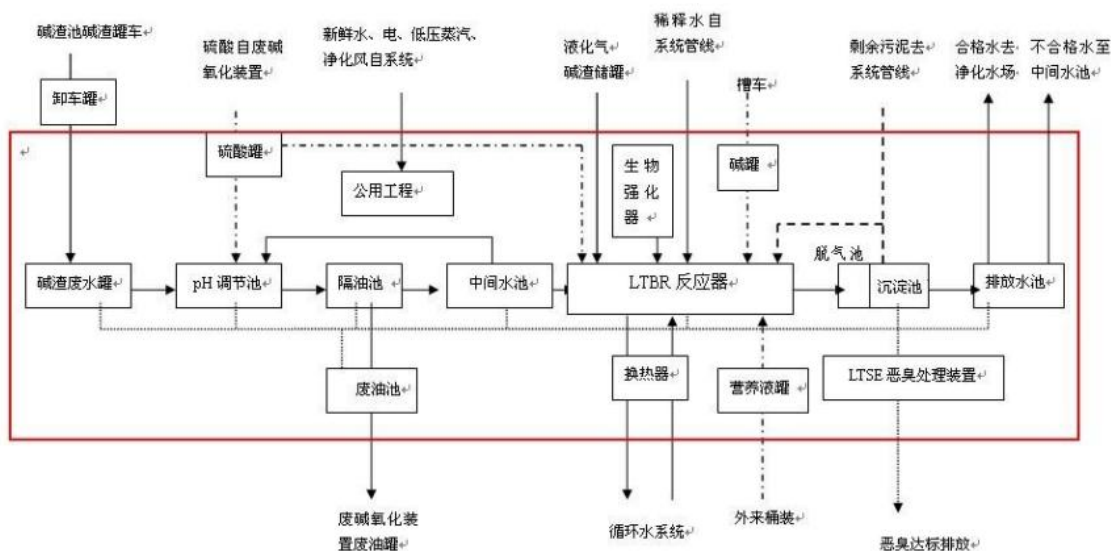 碱渣池碱渣罐车
硫酸自废碱
氧化装置
新鲜水、电、低压蒸汽、
净化风自系统
液化气
碱渣储罐
稀释水自
系统管线
槽车
剩余污泥去
系统管线
合格水去
净化水场
不合格水至
中间水池
卸车罐
硫酸罐
公用工程
生物
强化
器
碱罐
脱气池
碱渣废水罐
pH 调节池
隔油池
中间水池
LTBR 反应器
沉淀池
排放水池
废油池
换热器
营养液罐
LTSE 恶臭处理装置
废碱氧化装
置废油罐
循环水系统
外来桶装
恶臭达标排放